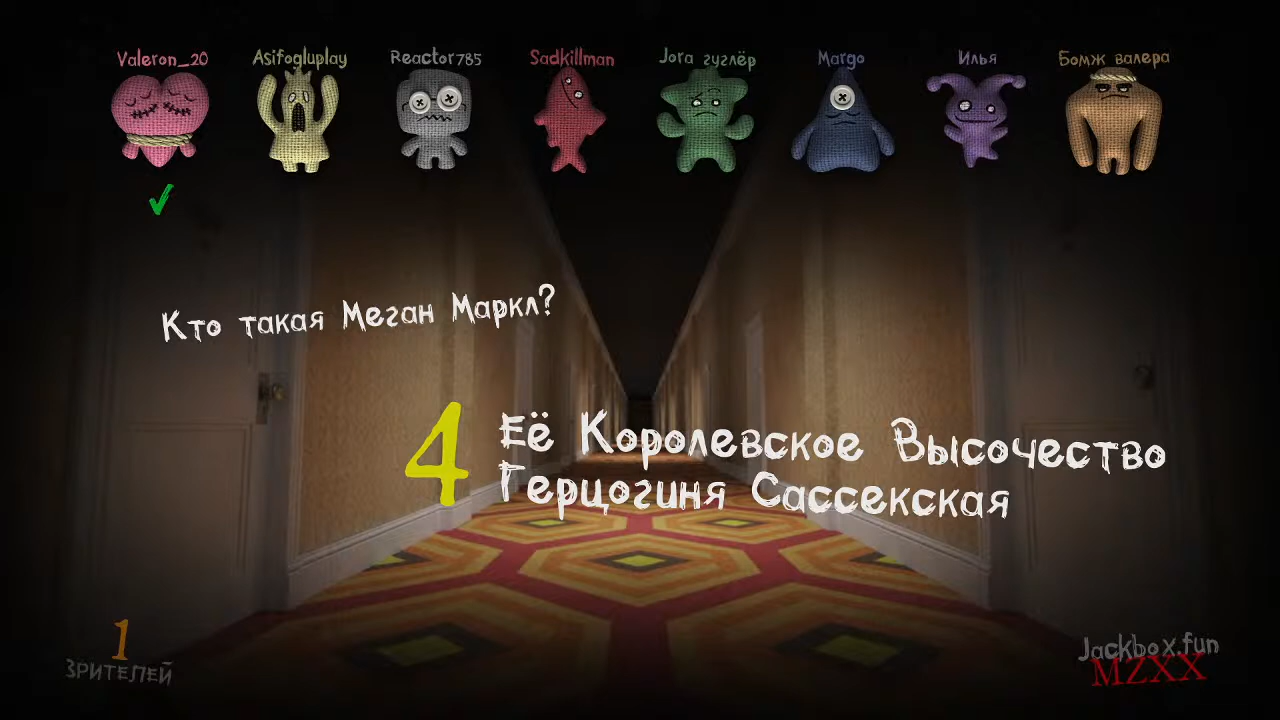 Valeron_20 Asifogluplay Reactor785 Sadkillman Jora гуглёр Margo Илья Бомж валера
Кто такая Меган Маркл?
4 Её Королевское Высочество
Герцогиня Сассекская
1
ЗРИТЕЛЕЙ
Jackbox.fun
MZXX